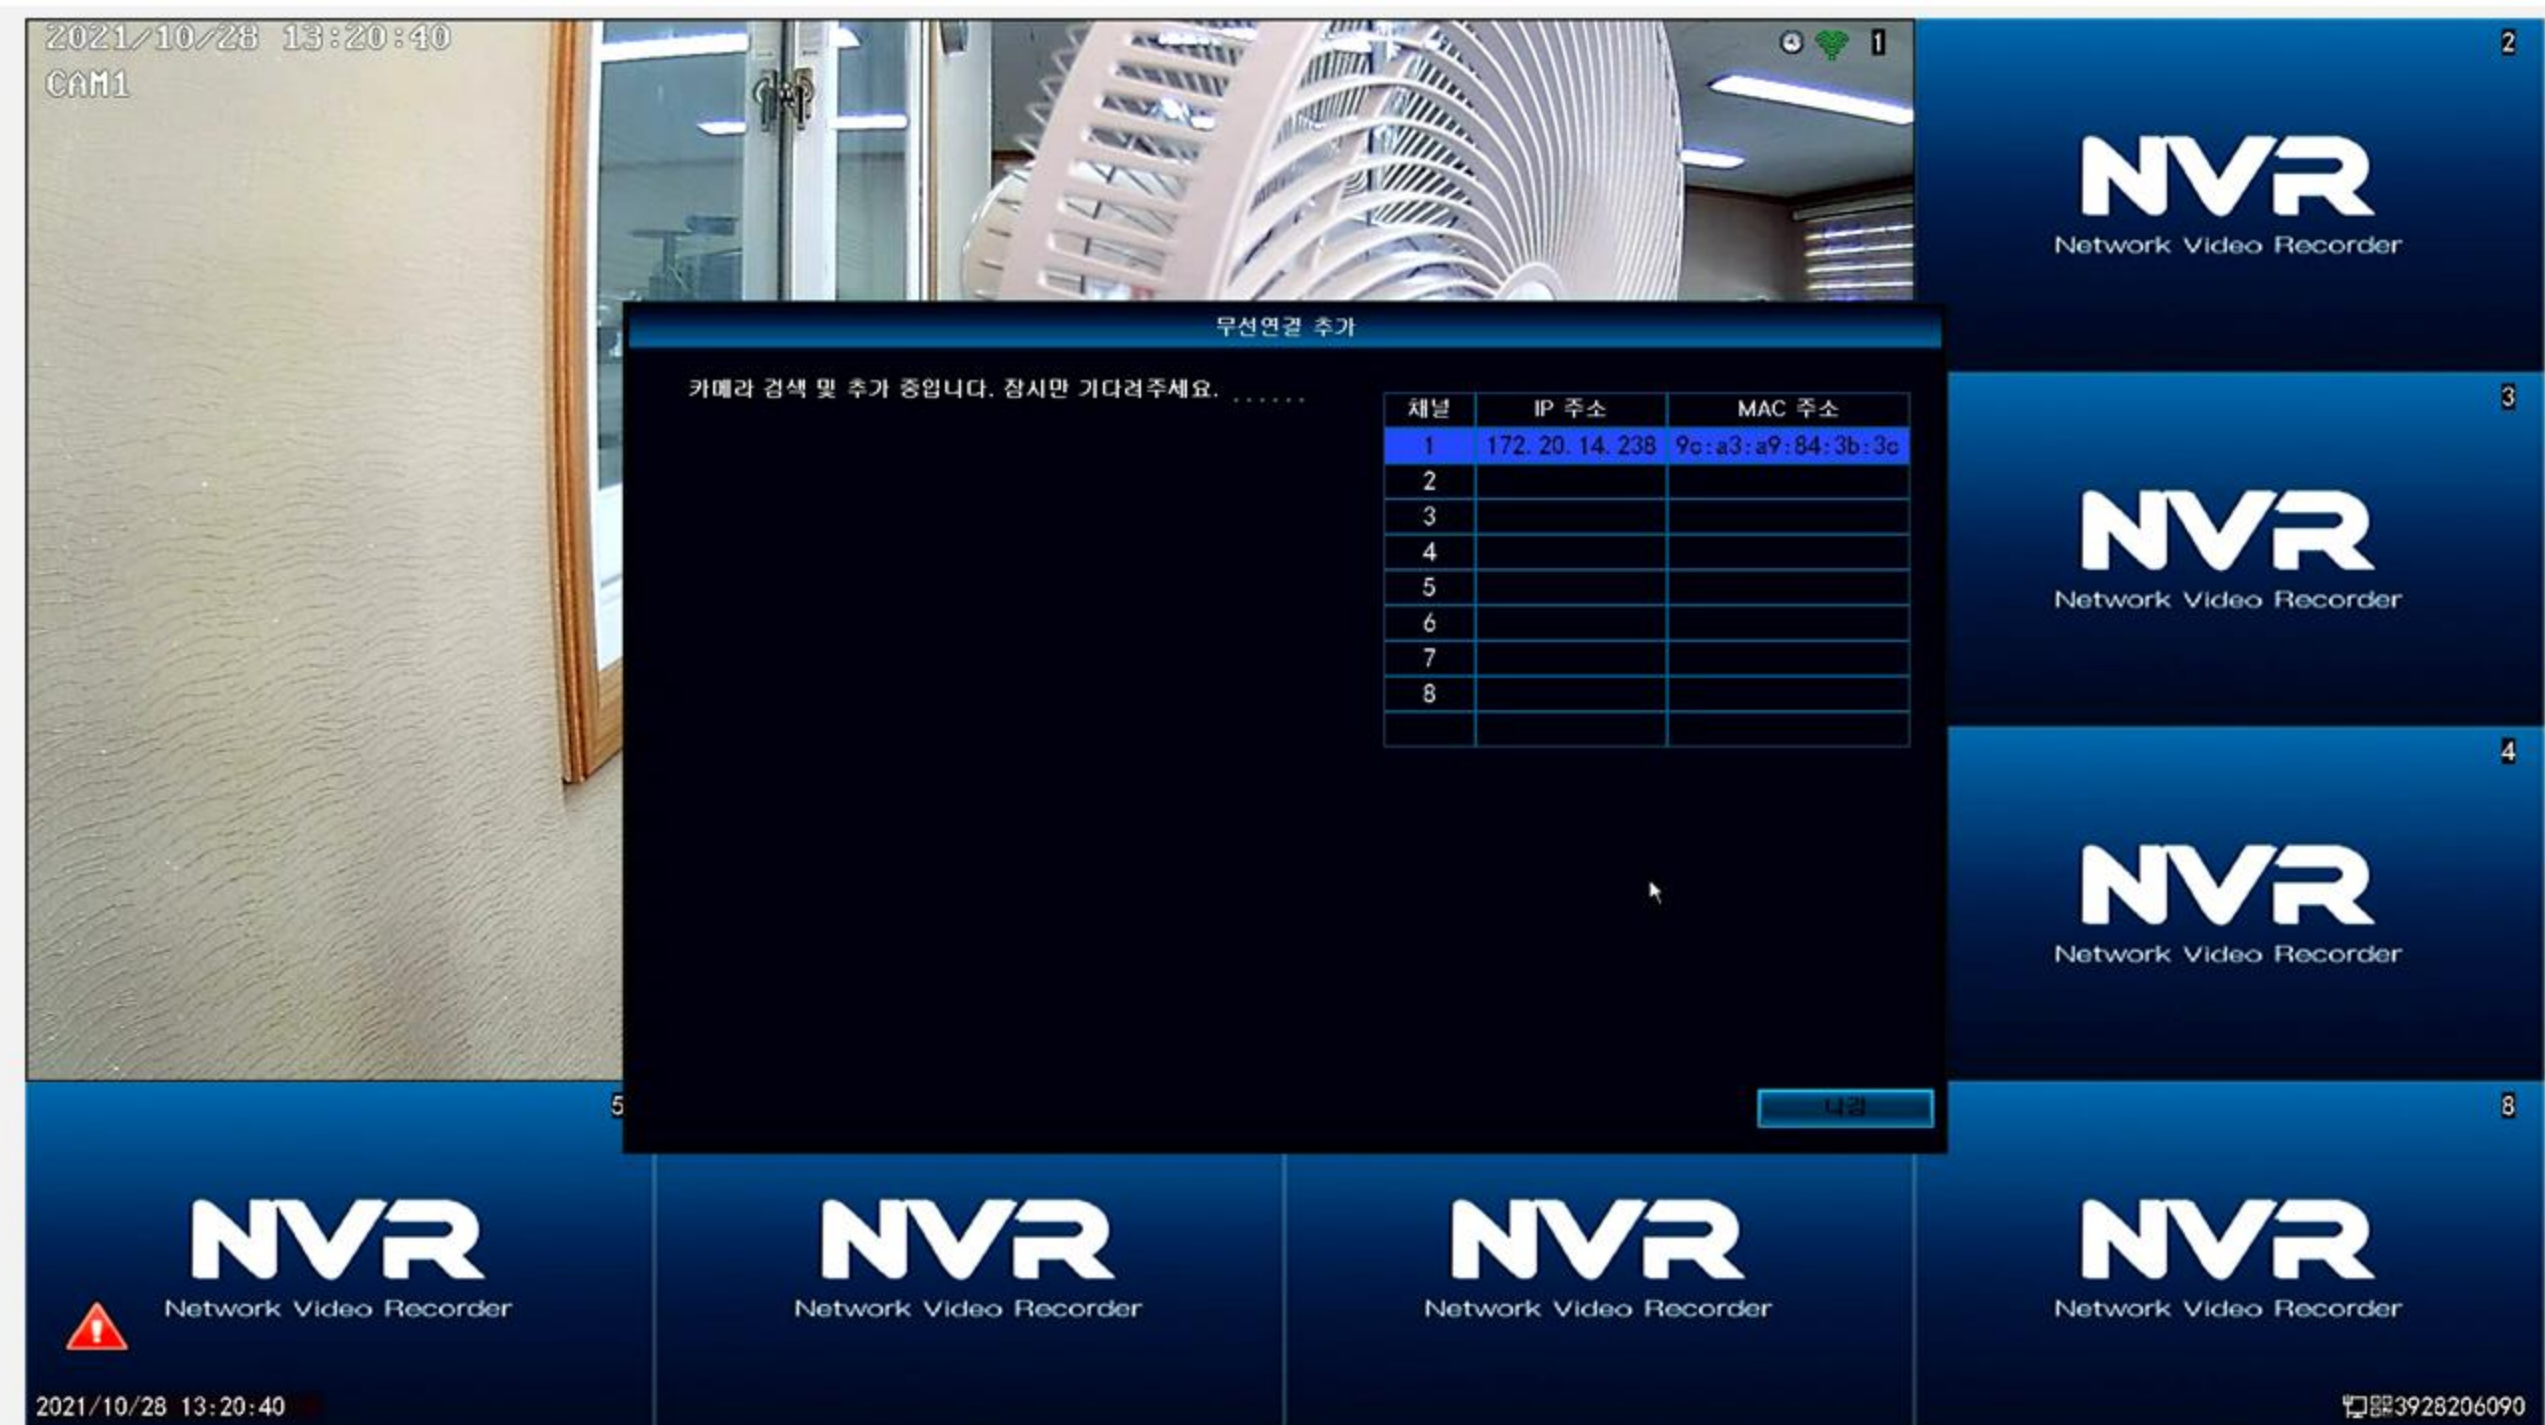 2021/10/28 13:20:40
CAM1
1
2
NVR
Network Video Recorder
무선연결 추가
카메라 검색 및 추가 중입니다. 잠시만 기다려주세요. ......
채널 IP 주소 MAC 주소
1 172.20.14.238 9c:a3:a9:84:3b:3c
2
3
4
5
6
7
8
3
NVR
Network Video Recorder
4
NVR
Network Video Recorder
나감
5
NVR
Network Video Recorder
NVR
Network Video Recorder
NVR
Network Video Recorder
8
NVR
Network Video Recorder
2021/10/28 13:20:40
3928206090